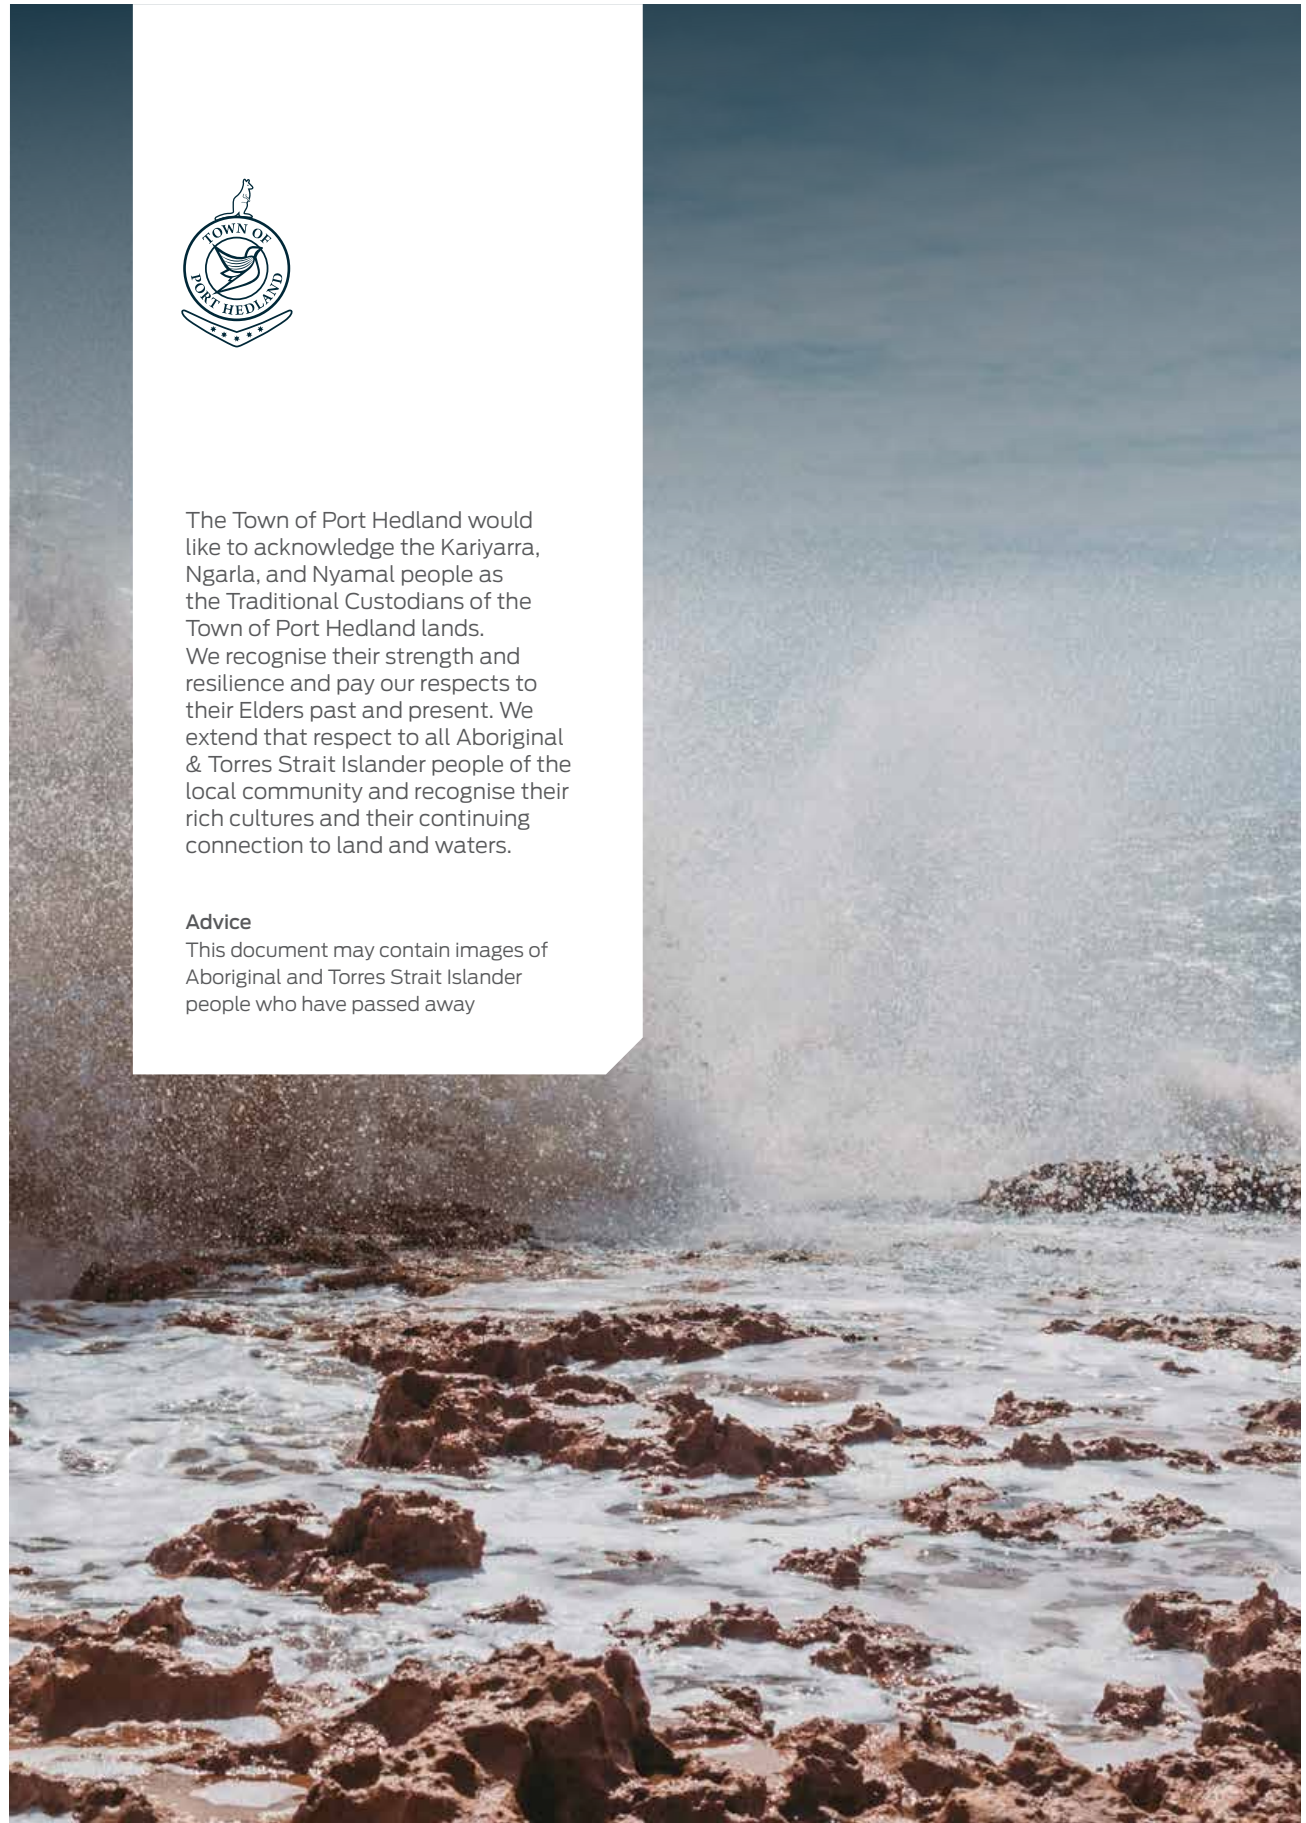 TOWN OF
PORT HEDLAND
The Town of Port Hedland would
like to acknowledge the Kariyarra,
Ngarla, and Nyamal people as
the Traditional Custodians of the
Town of Port Hedland lands.
We recognise their strength and
resilience and pay our respects to
their Elders past and present. We
extend that respect to all Aboriginal
& Torres Strait Islander people of the
local community and recognise their
rich cultures and their continuing
connection to land and waters.
Advice
This document may contain images of
Aboriginal and Torres Strait Islander
people who have passed away